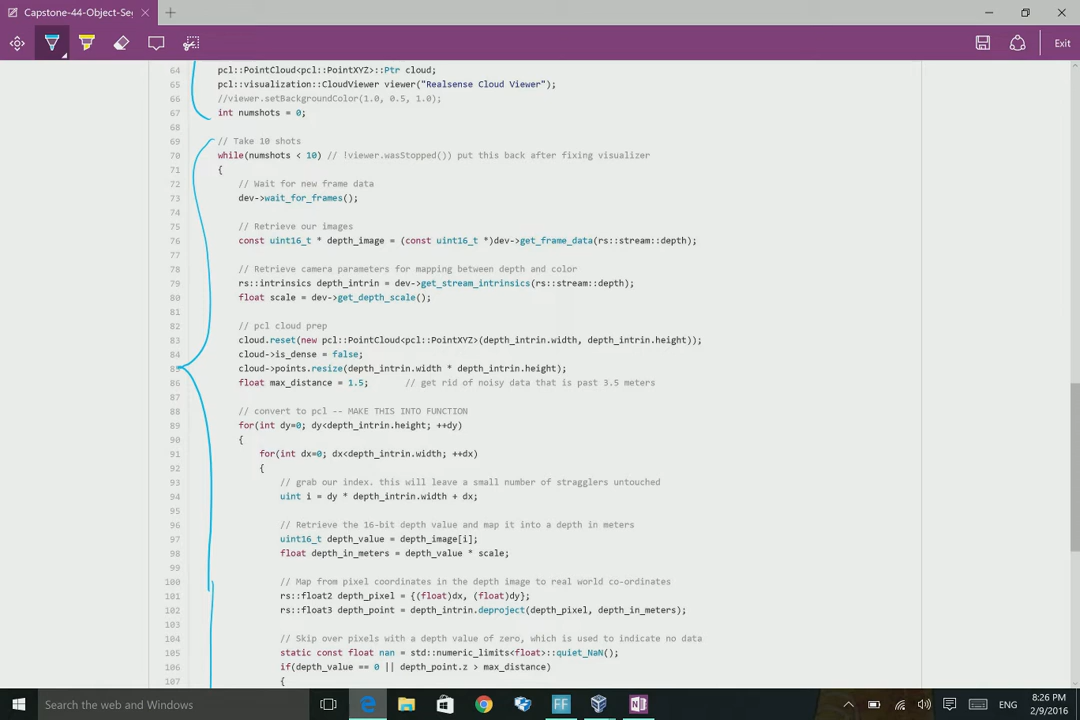 Capstone-44-Object-Seg
Exit
64 pcl::PointCloud<pcl::PointXYZ>::Ptr cloud;
65 pcl::visualization::CloudViewer viewer("Realsense Cloud Viewer");
66 //viewer.setBackgroundColor(1.0, 0.5, 1.0);
67 int numshots = 0;
68
69 // Take 10 shots
70 while(numshots < 10) // !viewer.wasStopped()) put this back after fixing visualizer
71 {
72 // Wait for new frame data
73 dev->wait_for_frames();
74
75 // Retrieve our images
76 const uint16_t * depth_image = (const uint16_t *)dev->get_frame_data(rs::stream::depth);
77
78 // Retrieve camera parameters for mapping between depth and color
79 rs::intrinsics depth_intrin = dev->get_stream_intrinsics(rs::stream::depth);
80 float scale = dev->get_depth_scale();
81
82 // pcl cloud prep
83 cloud.reset(new pcl::PointCloud<pcl::PointXYZ>(depth_intrin.width, depth_intrin.height));
84 cloud->is_dense = false;
85 cloud->points.resize(depth_intrin.width * depth_intrin.height);
86 float max_distance = 1.5; // get rid of noisy data that is past 3.5 meters
87
88 // convert to pcl -- MAKE THIS INTO FUNCTION
89 for(int dy=0; dy<depth_intrin.height; ++dy)
90 {
91 for(int dx=0; dx<depth_intrin.width; ++dx)
92 {
93 // grab our index. this will leave a small number of stragglers untouched
94 uint i = dy * depth_intrin.width + dx;
95
96 // Retrieve the 16-bit depth value and map it into a depth in meters
97 uint16_t depth_value = depth_image[i];
98 float depth_in_meters = depth_value * scale;
99
100 // Map from pixel coordinates in the depth image to real world co-ordinates
101 rs::float2 depth_pixel = {(float)dx, (float)dy};
102 rs::float3 depth_point = depth_intrin.deproject(depth_pixel, depth_in_meters);
103
104 // Skip over pixels with a depth value of zero, which is used to indicate no data
105 static const float nan = std::numeric_limits<float>::quiet_NaN();
106 if(depth_value == 0 || depth_point.z > max_distance)
107 {
Search the web and Windows
FF
N
ENG
8:26 PM
2/9/2016